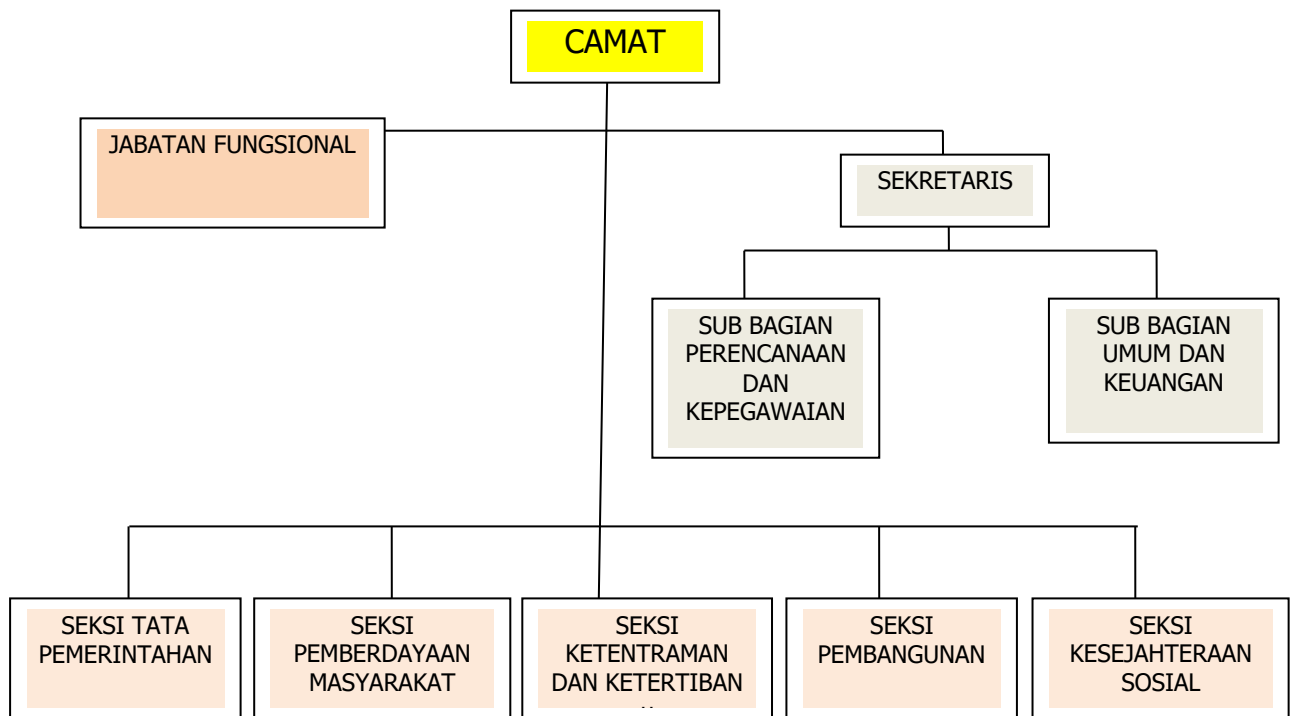 CAMAT
JABATAN FUNGSIONAL
SEKRETARIS
SUB BAGIAN
PERENCANAAN
DAN
KEPEGAWAIAN
SUB BAGIAN
UMUM DAN
KEUANGAN
SEKSI TATA
PEMERINTAHAN
SEKSI
PEMBERDAYAAN
MASYARAKAT
SEKSI
KETENTRAMAN
DAN KETERTIBAN
SEKSI
PEMBANGUNAN
SEKSI
KESEJAHTERAAN
SOSIAL